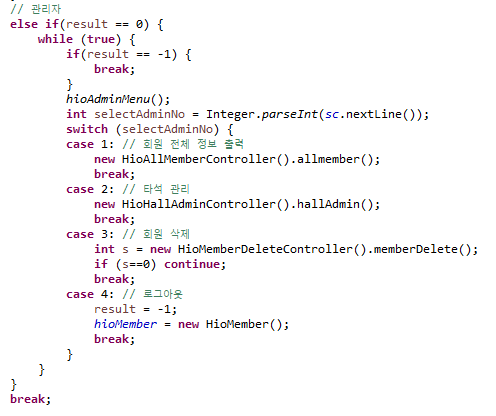 // 관리자
else if(result == 0) {
    while (true) {
        if(result == -1) {
            break;
        }
        hioAdminMenu();
        int selectAdminNo = Integer.parseInt(sc.nextLine());
        switch (selectAdminNo) {
        case 1: // 회원 전체 정보 출력
            new HioAllMemberController().allmember();
            break;
        case 2: // 타석 관리
            new HioHallAdminController().hallAdmin();
            break;
        case 3: // 회원 삭제
            int s = new HioMemberDeleteController().memberDelete();
            if (s==0) continue;
            break;
        case 4: // 로그아웃
            result = -1;
            hioMember = new HioMember();
            break;
        }
    }
}
break;